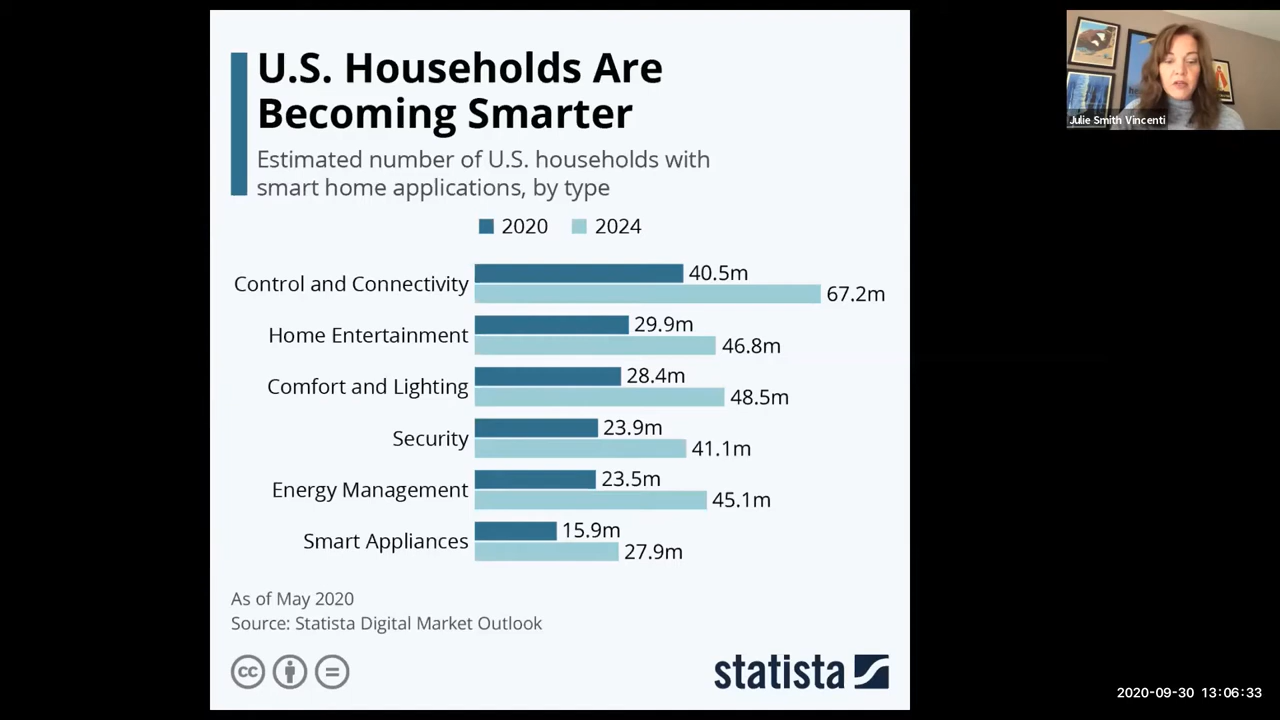 U.S. Households Are
Becoming Smarter
Estimated number of U.S. households with
smart home applications, by type
2020 2024
Control and Connectivity 40.5m
67.2m
Home Entertainment 29.9m
46.8m
Comfort and Lighting 28.4m
48.5m
Security 23.9m
41.1m
Energy Management 23.5m
45.1m
Smart Appliances 15.9m
27.9m
As of May 2020
Source: Statista Digital Market Outlook
cc
statista
Julie Smith Vincenti
2020-09-30 13:06:33